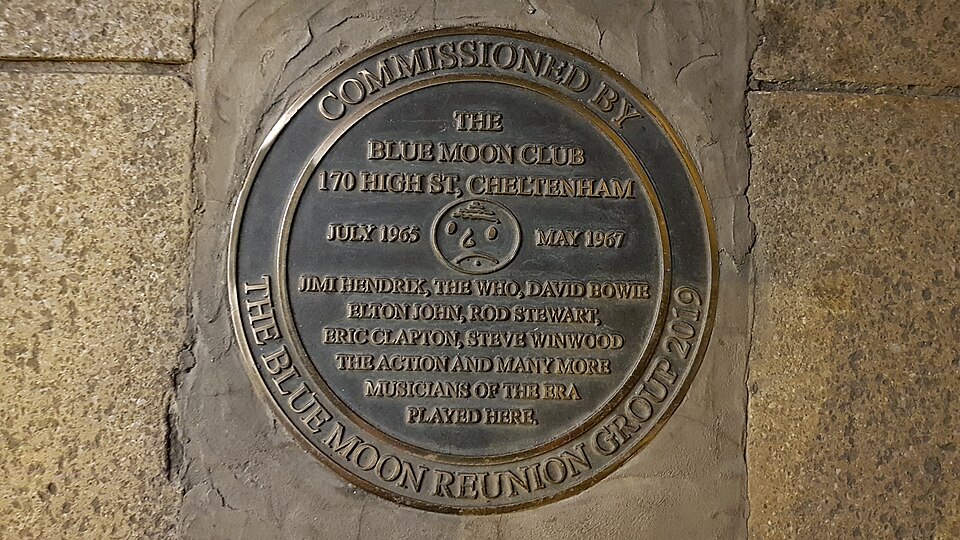 COMMISSIONED BY
THE
BLUE MOON CLUB
170 HIGH ST, CHELTENHAM
JULY 1965 MAY 1967
JIMI HENDRIX, THE WHO, DAVID BOWIE
ELTON JOHN, ROD STEWART,
ERIC CLAPTON, STEVE WINWOOD
THE ACTION AND MANY MORE
MUSICIANS OF THE ERA
PLAYED HERE,
THE BLUE MOON REUNION GROUP 2019